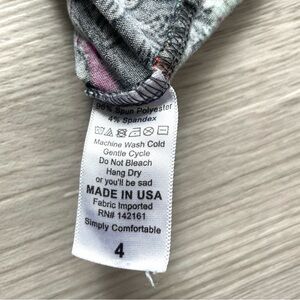 96% Spun Polyester
4% Spandex
Machine Wash Cold
Gentle Cycle
Do Not Bleach
Hang Dry
or you'll be sad
MADE IN USA
Fabric Imported
RN# 142161
Simply Comfortable
4